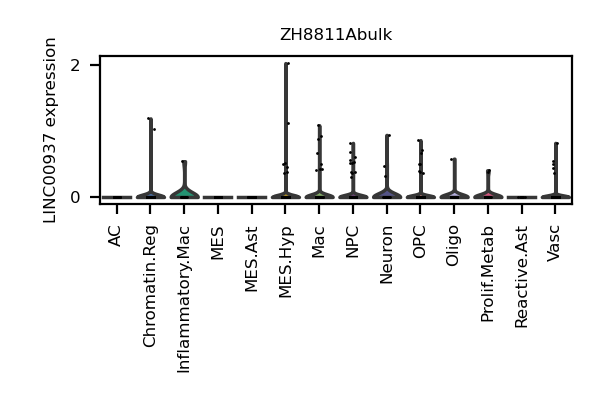 ZH8811Abulk
LINC00937 expression
2
0
AC
Chromatin.Reg
Inflammatory.Mac
MES
MES.Ast
MES.Hyp
Mac
NPC
Neuron
OPC
Oligo
Prolif.Metab
Reactive.Ast
Vasc